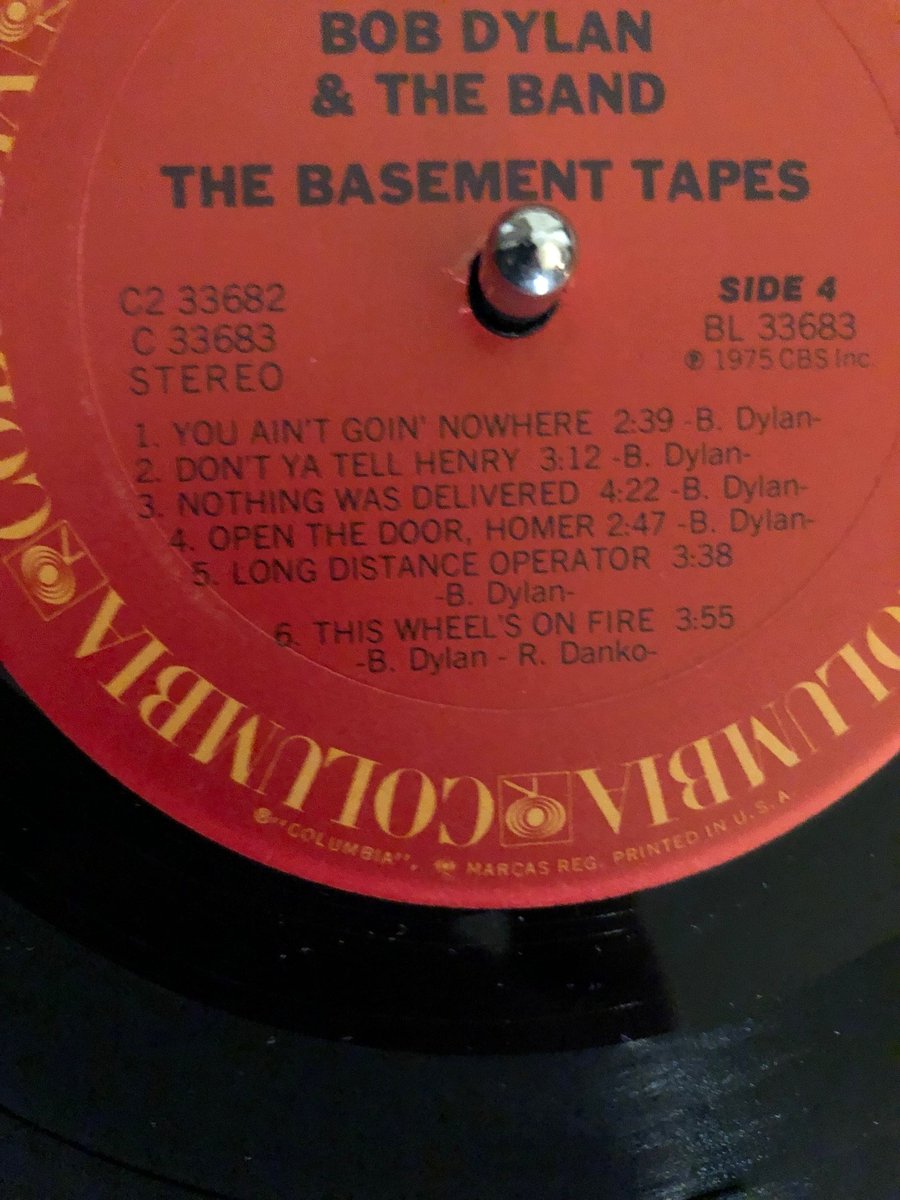 BOB DYLAN
& THE BAND
THE BASEMENT TAPES
C2 33682
C 33683
STEREO
SIDE 4
BL 33683
℗ 1975 CBS Inc.
1. YOU AIN'T GOIN' NOWHERE 2:39 -B. Dylan-
2. DON'T YA TELL HENRY 3:12 -B. Dylan-
3. NOTHING WAS DELIVERED 4:22 -B. Dylan-
4. OPEN THE DOOR, HOMER 2:47 -B. Dylan-
5. LONG DISTANCE OPERATOR 3:38
-B. Dylan-
6. THIS WHEEL'S ON FIRE 3:55
-B. Dylan - R. Danko-
COLUMBIA COLUMBIA COLUMBIA
® "COLUMBIA", MARCAS REG. PRINTED IN U.S.A